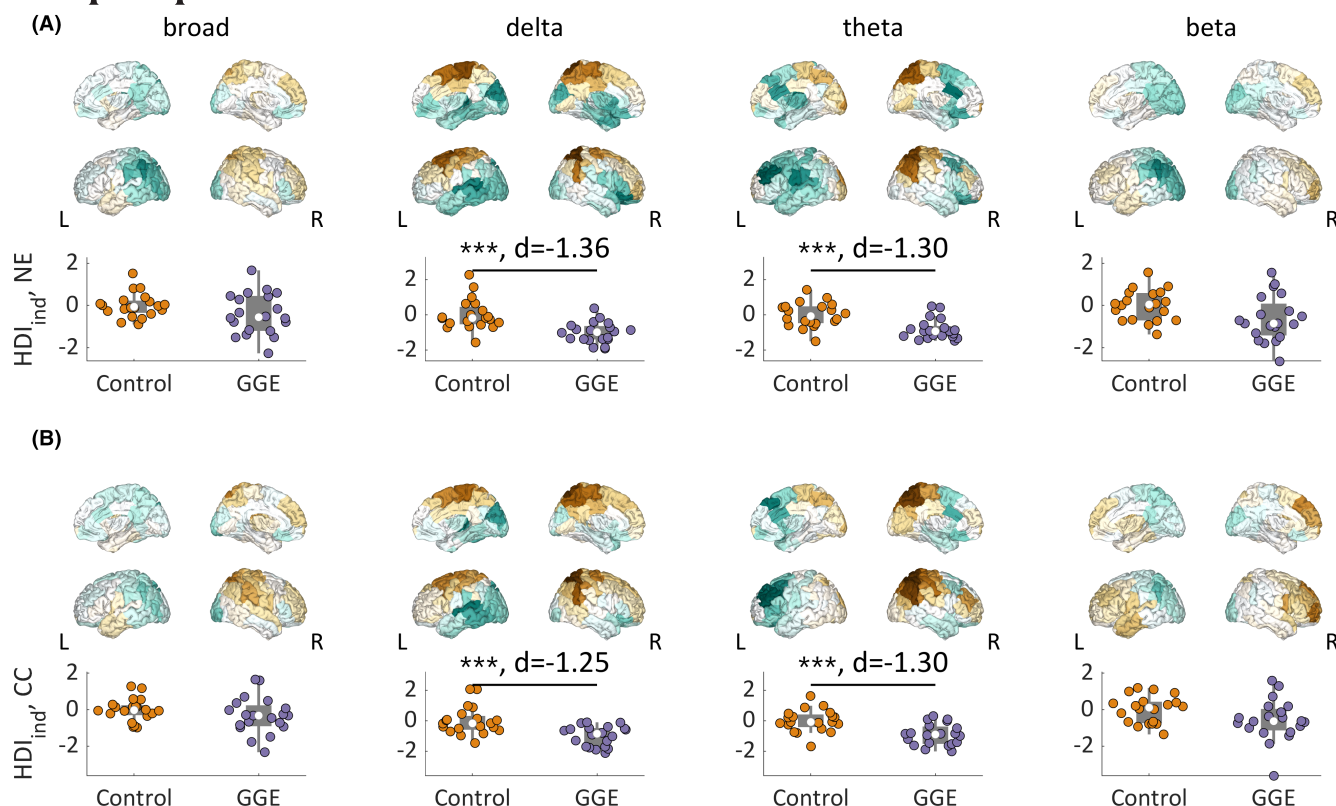 (A)
broad delta theta beta
L R L R L R L R
***, d=-1.36 ***, d=-1.30
HDI_ind, NE
2 0 -2
2 0 -2
2 0 -2
2 0 -2
Control GGE Control GGE Control GGE Control GGE
(B)
L R L R L R L R
***, d=-1.25 ***, d=-1.30
HDI_ind, CC
2 0 -2
2 0 -2
2 0 -2
2 0 -2
Control GGE Control GGE Control GGE Control GGE